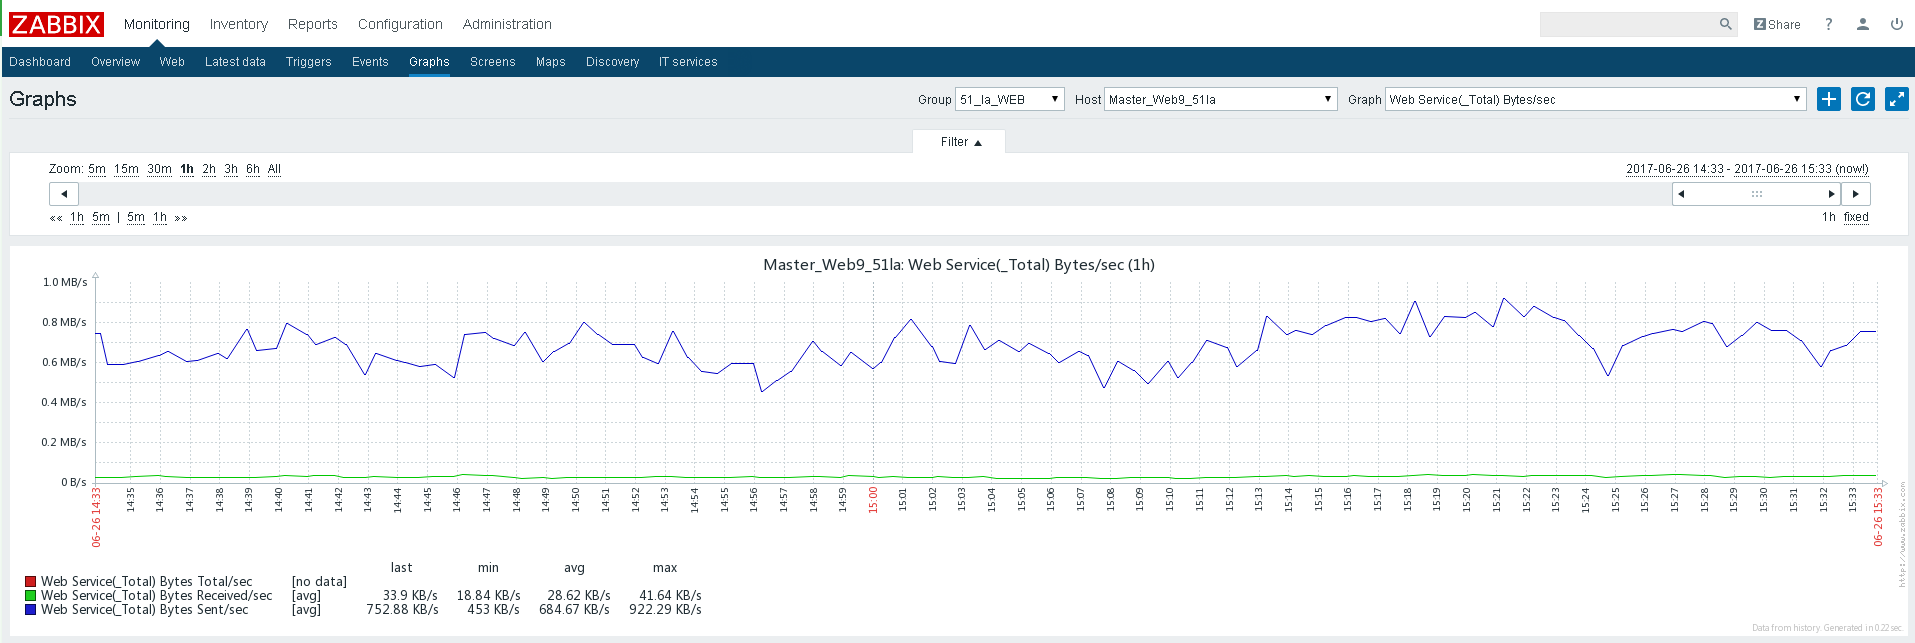 ZABBIX Monitoring Inventory Reports Configuration Administration Z Share ?
Dashboard Overview Web Latest data Triggers Events Graphs Screens Maps Discovery IT services
Graphs Group 51_la_WEB Host Master_Web9_51la Graph Web Service(_Total) Bytes/sec
Filter
Zoom: 5m 15m 30m 1h 2h 3h 6h All 2017-06-26 14:33 - 2017-06-26 15:33 (now!)
«« 1h 5m | 5m 1h »» 1h fixed
Master_Web9_51la: Web Service(_Total) Bytes/sec (1h)
1.0 MB/s
0.8 MB/s
0.6 MB/s
0.4 MB/s
0.2 MB/s
0 B/s
06-26 14:33 14:35 14:36 14:37 14:38 14:39 14:40 14:41 14:42 14:43 14:44 14:45 14:46 14:47 14:48 14:49 14:50 14:51 14:52 14:53 14:54 14:55 14:56 14:57 14:58 14:59 15:00 15:01 15:02 15:03 15:04 15:05 15:06 15:07 15:08 15:09 15:10 15:11 15:12 15:13 15:14 15:15 15:16 15:17 15:18 15:19 15:20 15:21 15:22 15:23 15:24 15:25 15:26 15:27 15:28 15:29 15:30 15:31 15:32 15:33 06-26 15:33
http://www.zabbix.com
last min avg max
Web Service(_Total) Bytes Total/sec [no data]
Web Service(_Total) Bytes Received/sec [avg] 33.9 KB/s 18.84 KB/s 28.62 KB/s 41.64 KB/s
Web Service(_Total) Bytes Sent/sec [avg] 752.88 KB/s 453 KB/s 684.67 KB/s 922.29 KB/s
Data from history. Generated in 0.22 sec.